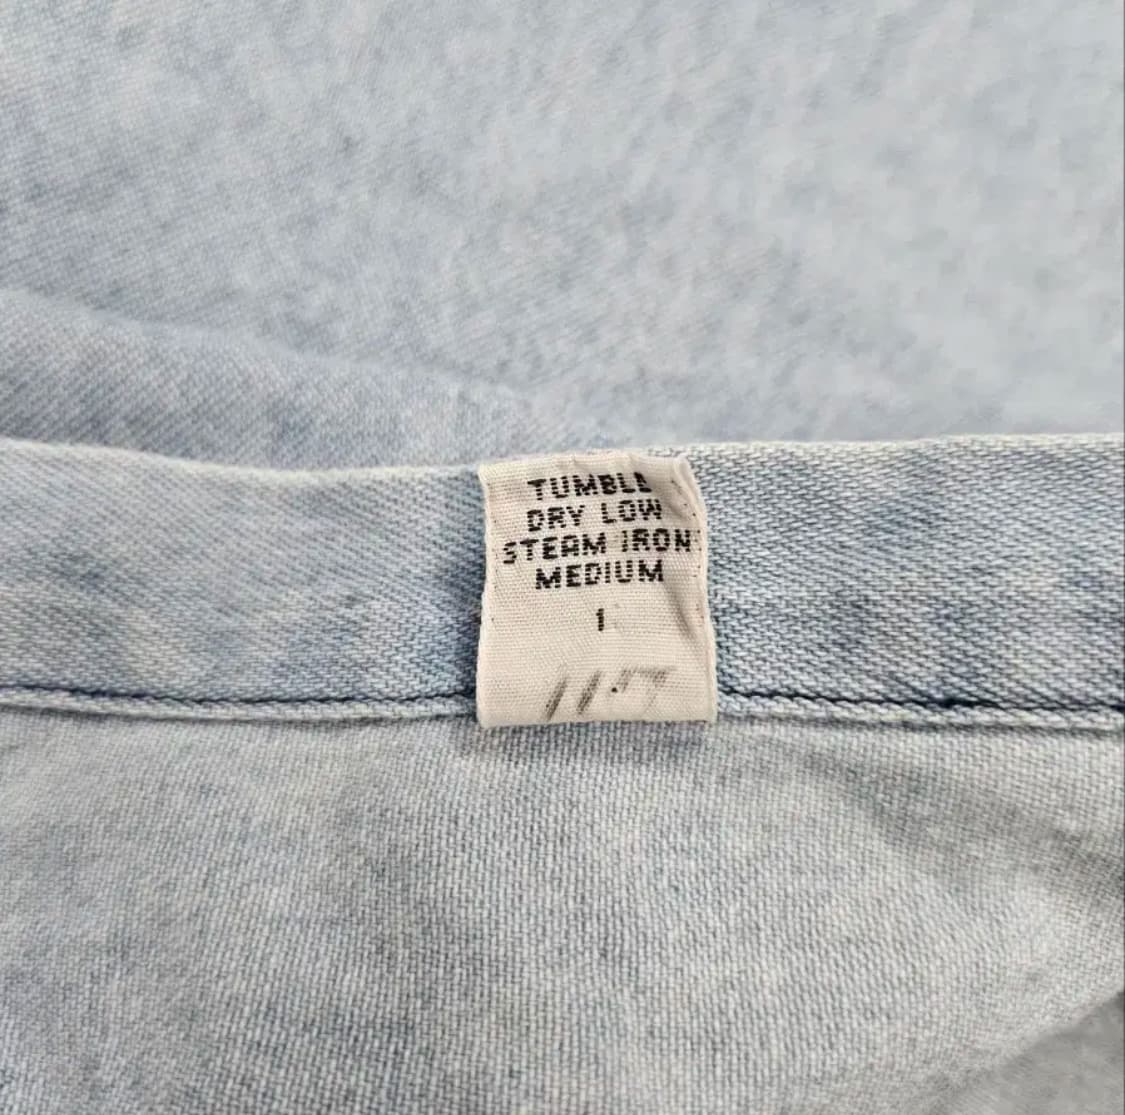 TUMBLE
DRY LOW
STEAM IRON
MEDIUM
1